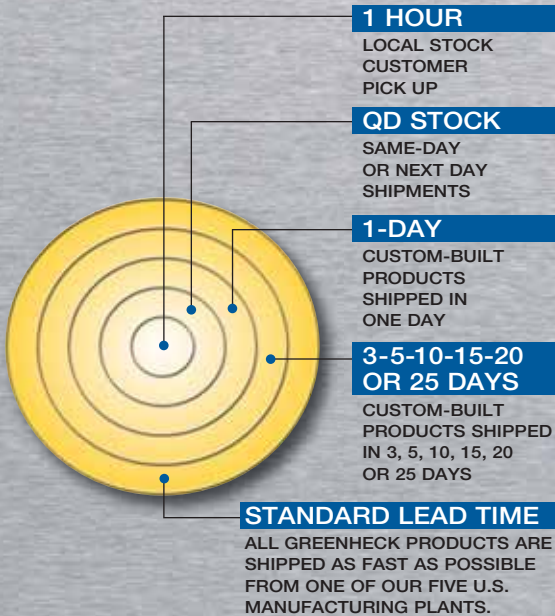 1 HOUR
LOCAL STOCK
CUSTOMER
PICK UP
QD STOCK
SAME-DAY
OR NEXT DAY
SHIPMENTS
1-DAY
CUSTOM-BUILT
PRODUCTS
SHIPPED IN
ONE DAY
3-5-10-15-20
OR 25 DAYS
CUSTOM-BUILT
PRODUCTS SHIPPED
IN 3, 5, 10, 15, 20
OR 25 DAYS
STANDARD LEAD TIME
ALL GREENHECK PRODUCTS ARE
SHIPPED AS FAST AS POSSIBLE
FROM ONE OF OUR FIVE U.S.
MANUFACTURING PLANTS.